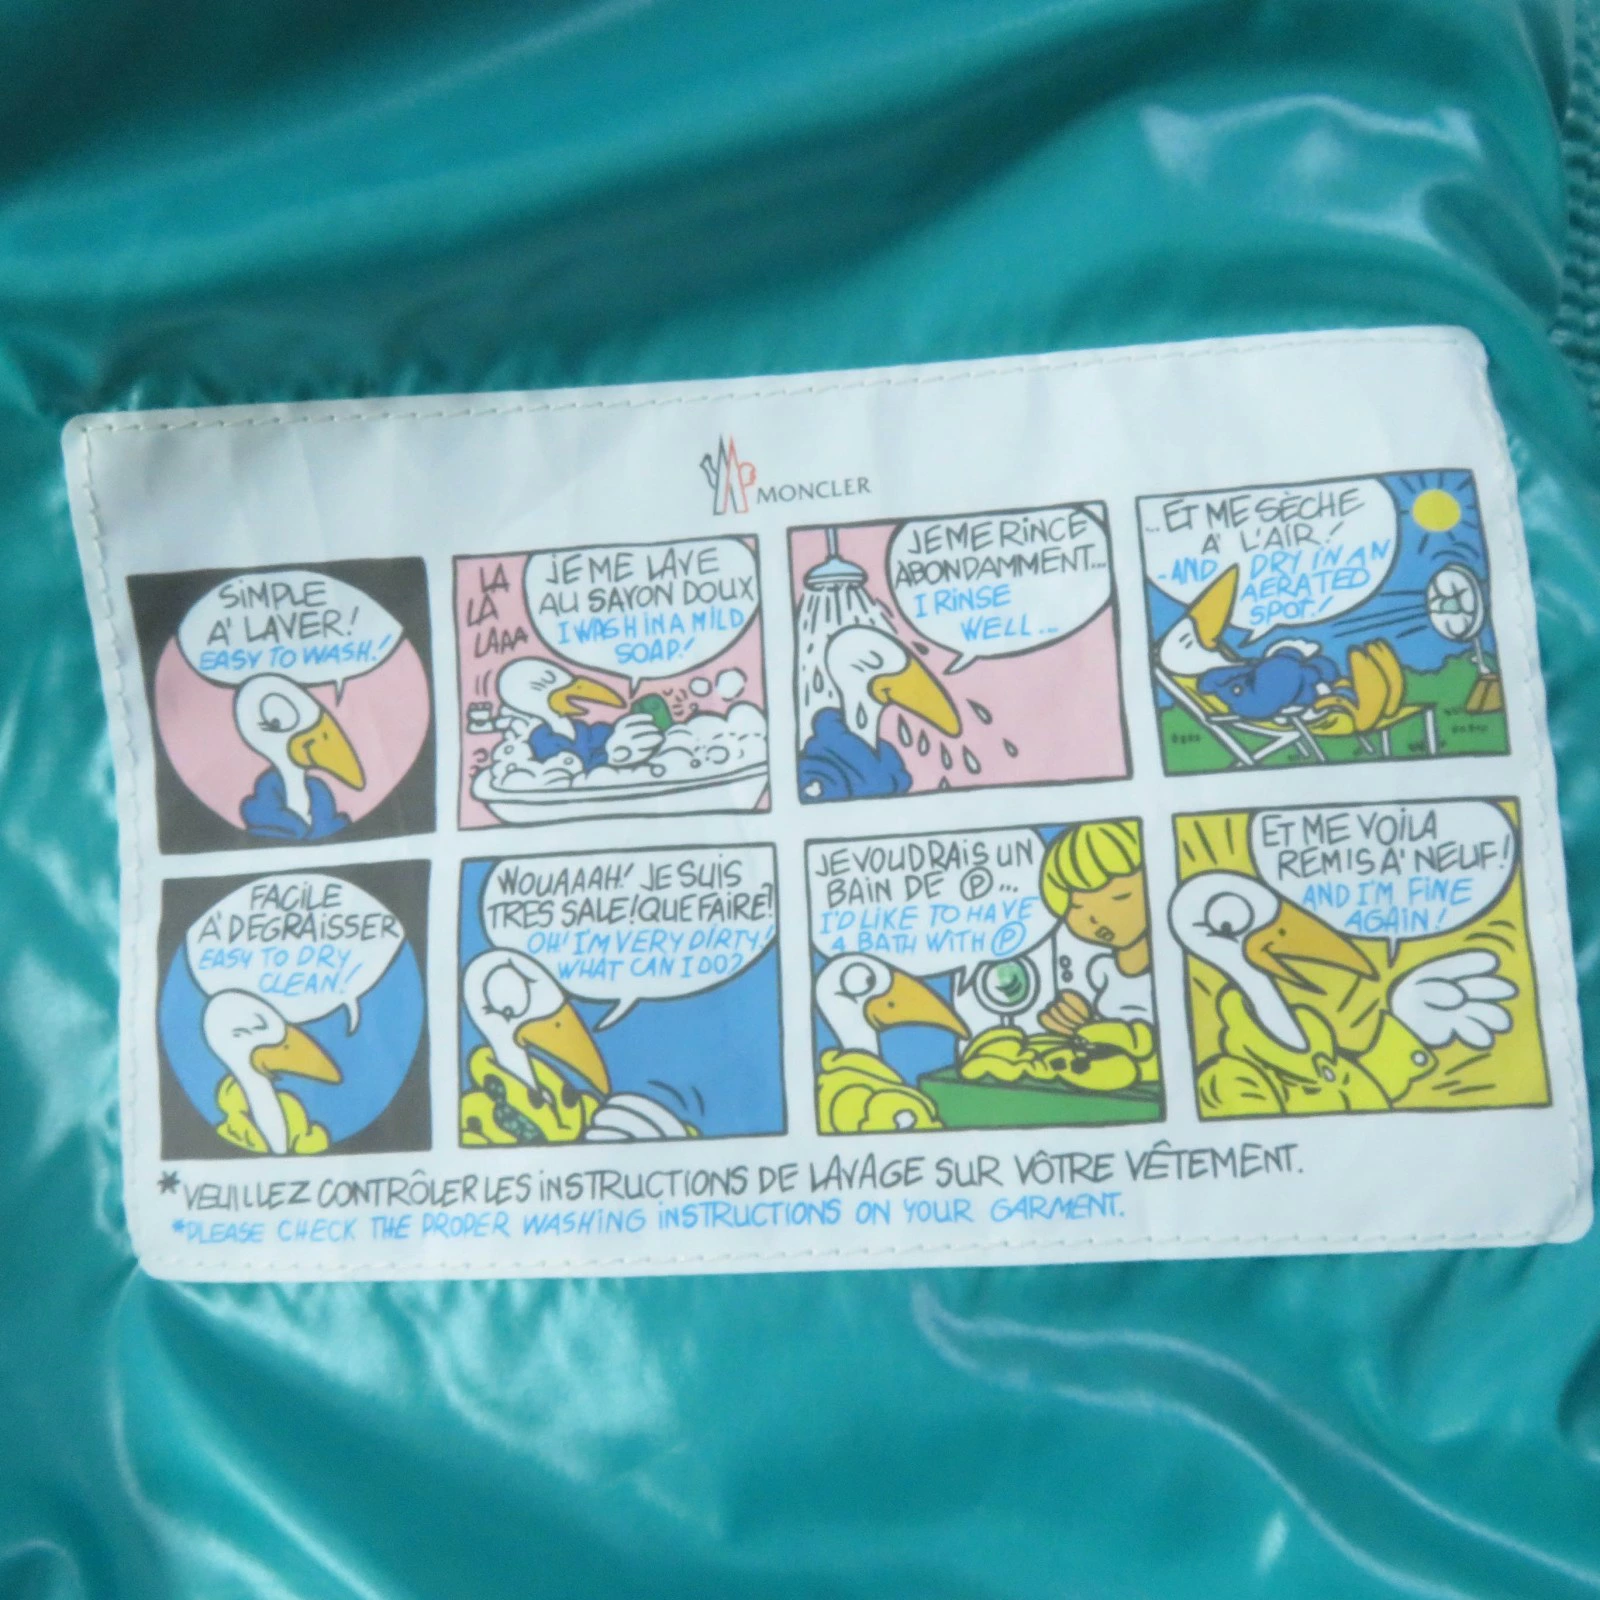 MONCLER
SIMPLE
A' LAVER!
EASY TO WASH!
LA
LA
LAAA
JE ME LAVE
AU SAVON DOUX
I WASH IN A MILD
SOAP!
JE ME RINCE
ABONDAMMENT...
I RINSE
WELL...
...ET ME SÈCHE
A' L'AIR!
-AND DRY IN AN
AERATED
SPOT!
FACILE
A' DEGRAISSER
EASY TO DRY
CLEAN!
WOUAAAH! JE SUIS
TRES SALE! QUE FAIRE?
OH! I'M VERY DIRTY!
WHAT CAN I DO?
JE VOUDRAIS UN
BAIN DE Ⓟ...
I'D LIKE TO HAVE
A BATH WITH Ⓟ
ET ME VOILA
REMIS A' NEUF!
AND I'M FINE
AGAIN!
*VEUILLEZ CONTRÔLER LES INSTRUCTIONS DE LAVAGE SUR VÔTRE VÊTEMENT.
*PLEASE CHECK THE PROPER WASHING INSTRUCTIONS ON YOUR GARMENT.